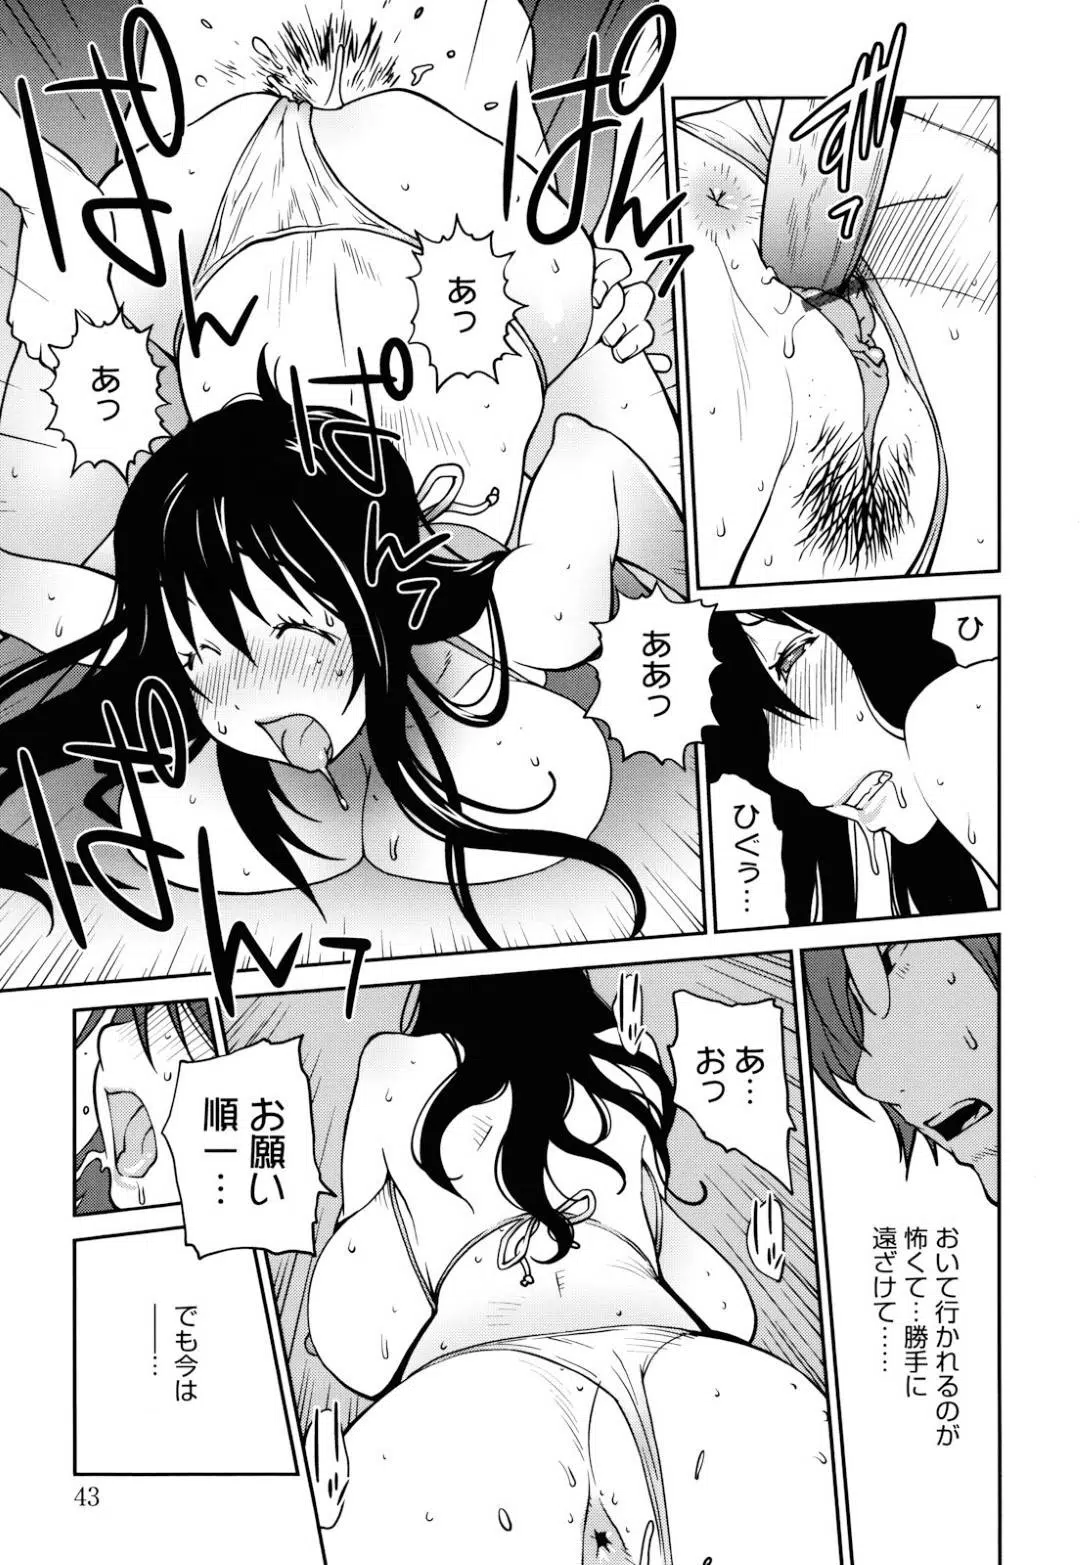 ずずずっ
ひ
ひぐぅ…
ぱんっ
ぱんっ
ぱんっ
ぱんっ
あっ
あっ
ああっ
おいて行かれるのが
怖くて…勝手に
遠ざけて……
あ…
おっ
お願い
順一…
でも今は
――…
43